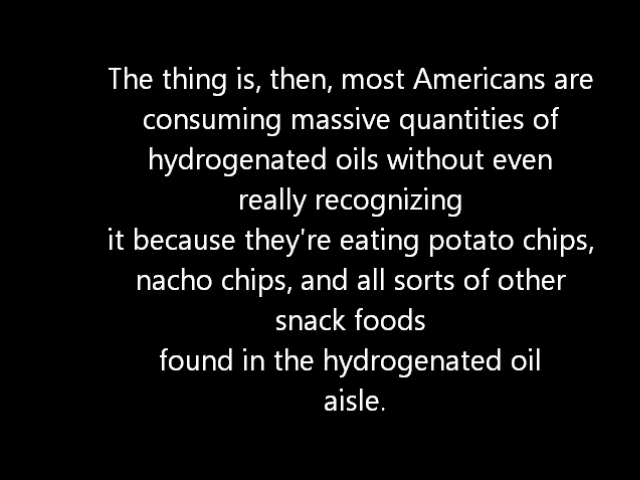 The thing is, then, most Americans are
consuming massive quantities of
hydrogenated oils without even
really recognizing
it because they're eating potato chips,
nacho chips, and all sorts of other
snack foods
found in the hydrogenated oil
aisle.